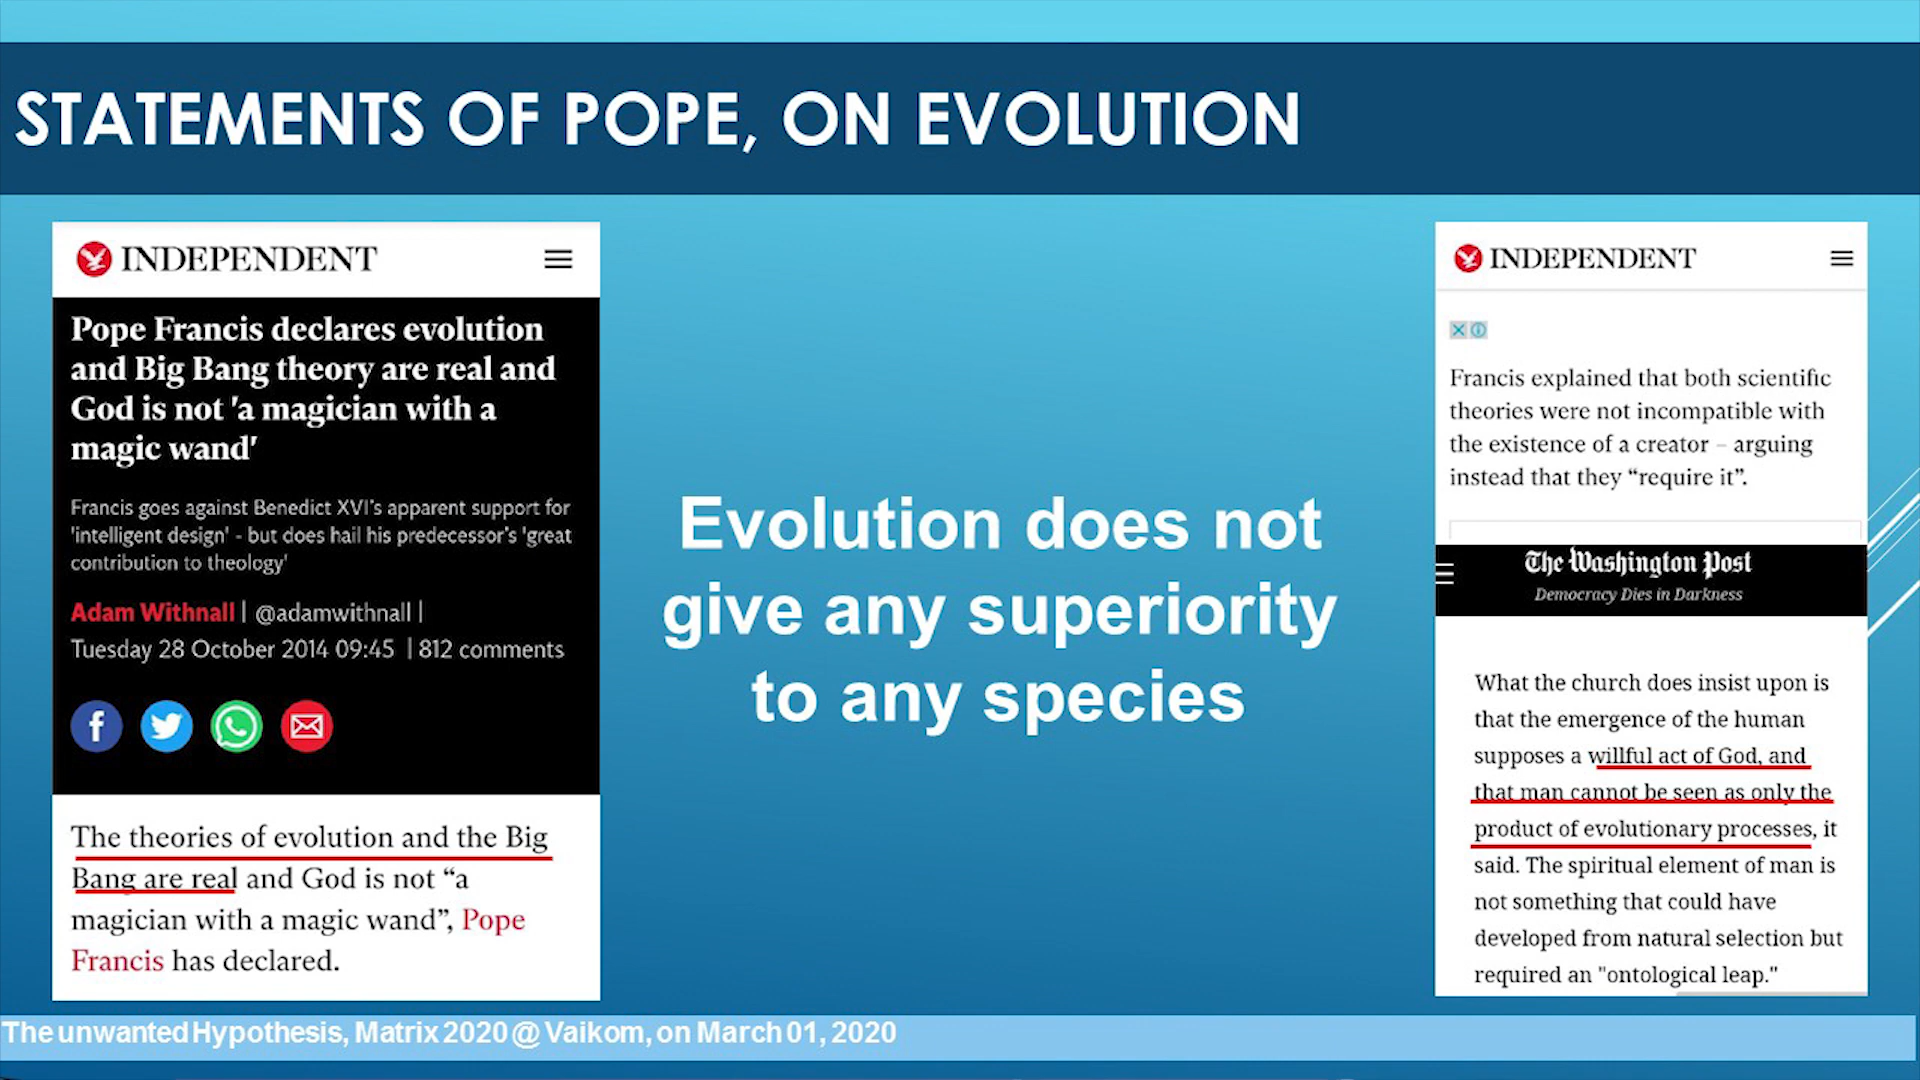 STATEMENTS OF POPE, ON EVOLUTION
INDEPENDENT
Pope Francis declares evolution
and Big Bang theory are real and
God is not 'a magician with a
magic wand'
Francis goes against Benedict XVI's apparent support for
'intelligent design' - but does hail his predecessor's 'great
contribution to theology'
Adam Withnall | @adamwithnall |
Tuesday 28 October 2014 09:45 | 812 comments
The theories of evolution and the Big
Bang are real and God is not “a
magician with a magic wand”, Pope
Francis has declared.
Evolution does not
give any superiority
to any species
INDEPENDENT
Francis explained that both scientific
theories were not incompatible with
the existence of a creator – arguing
instead that they “require it”.
The Washington Post
Democracy Dies in Darkness
What the church does insist upon is
that the emergence of the human
supposes a willful act of God, and
that man cannot be seen as only the
product of evolutionary processes, it
said. The spiritual element of man is
not something that could have
developed from natural selection but
required an "ontological leap."
The unwanted Hypothesis, Matrix 2020 @ Vaikom, on March 01, 2020